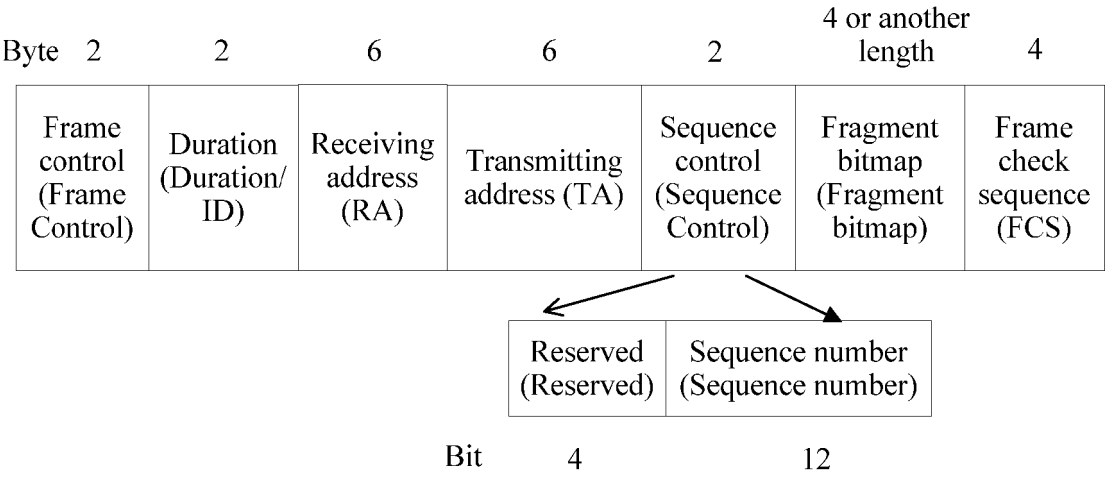 4 or another
length
Byte 2 2 6 6 2 4
Frame
control
(Frame
Control)
Duration
(Duration/
ID)
Receiving
address
(RA)
Transmitting
address (TA)
Sequence
control
(Sequence
Control)
Fragment
bitmap
(Fragment
bitmap)
Frame
check
sequence
(FCS)
Reserved
(Reserved)
Sequence number
(Sequence number)
Bit 4 12